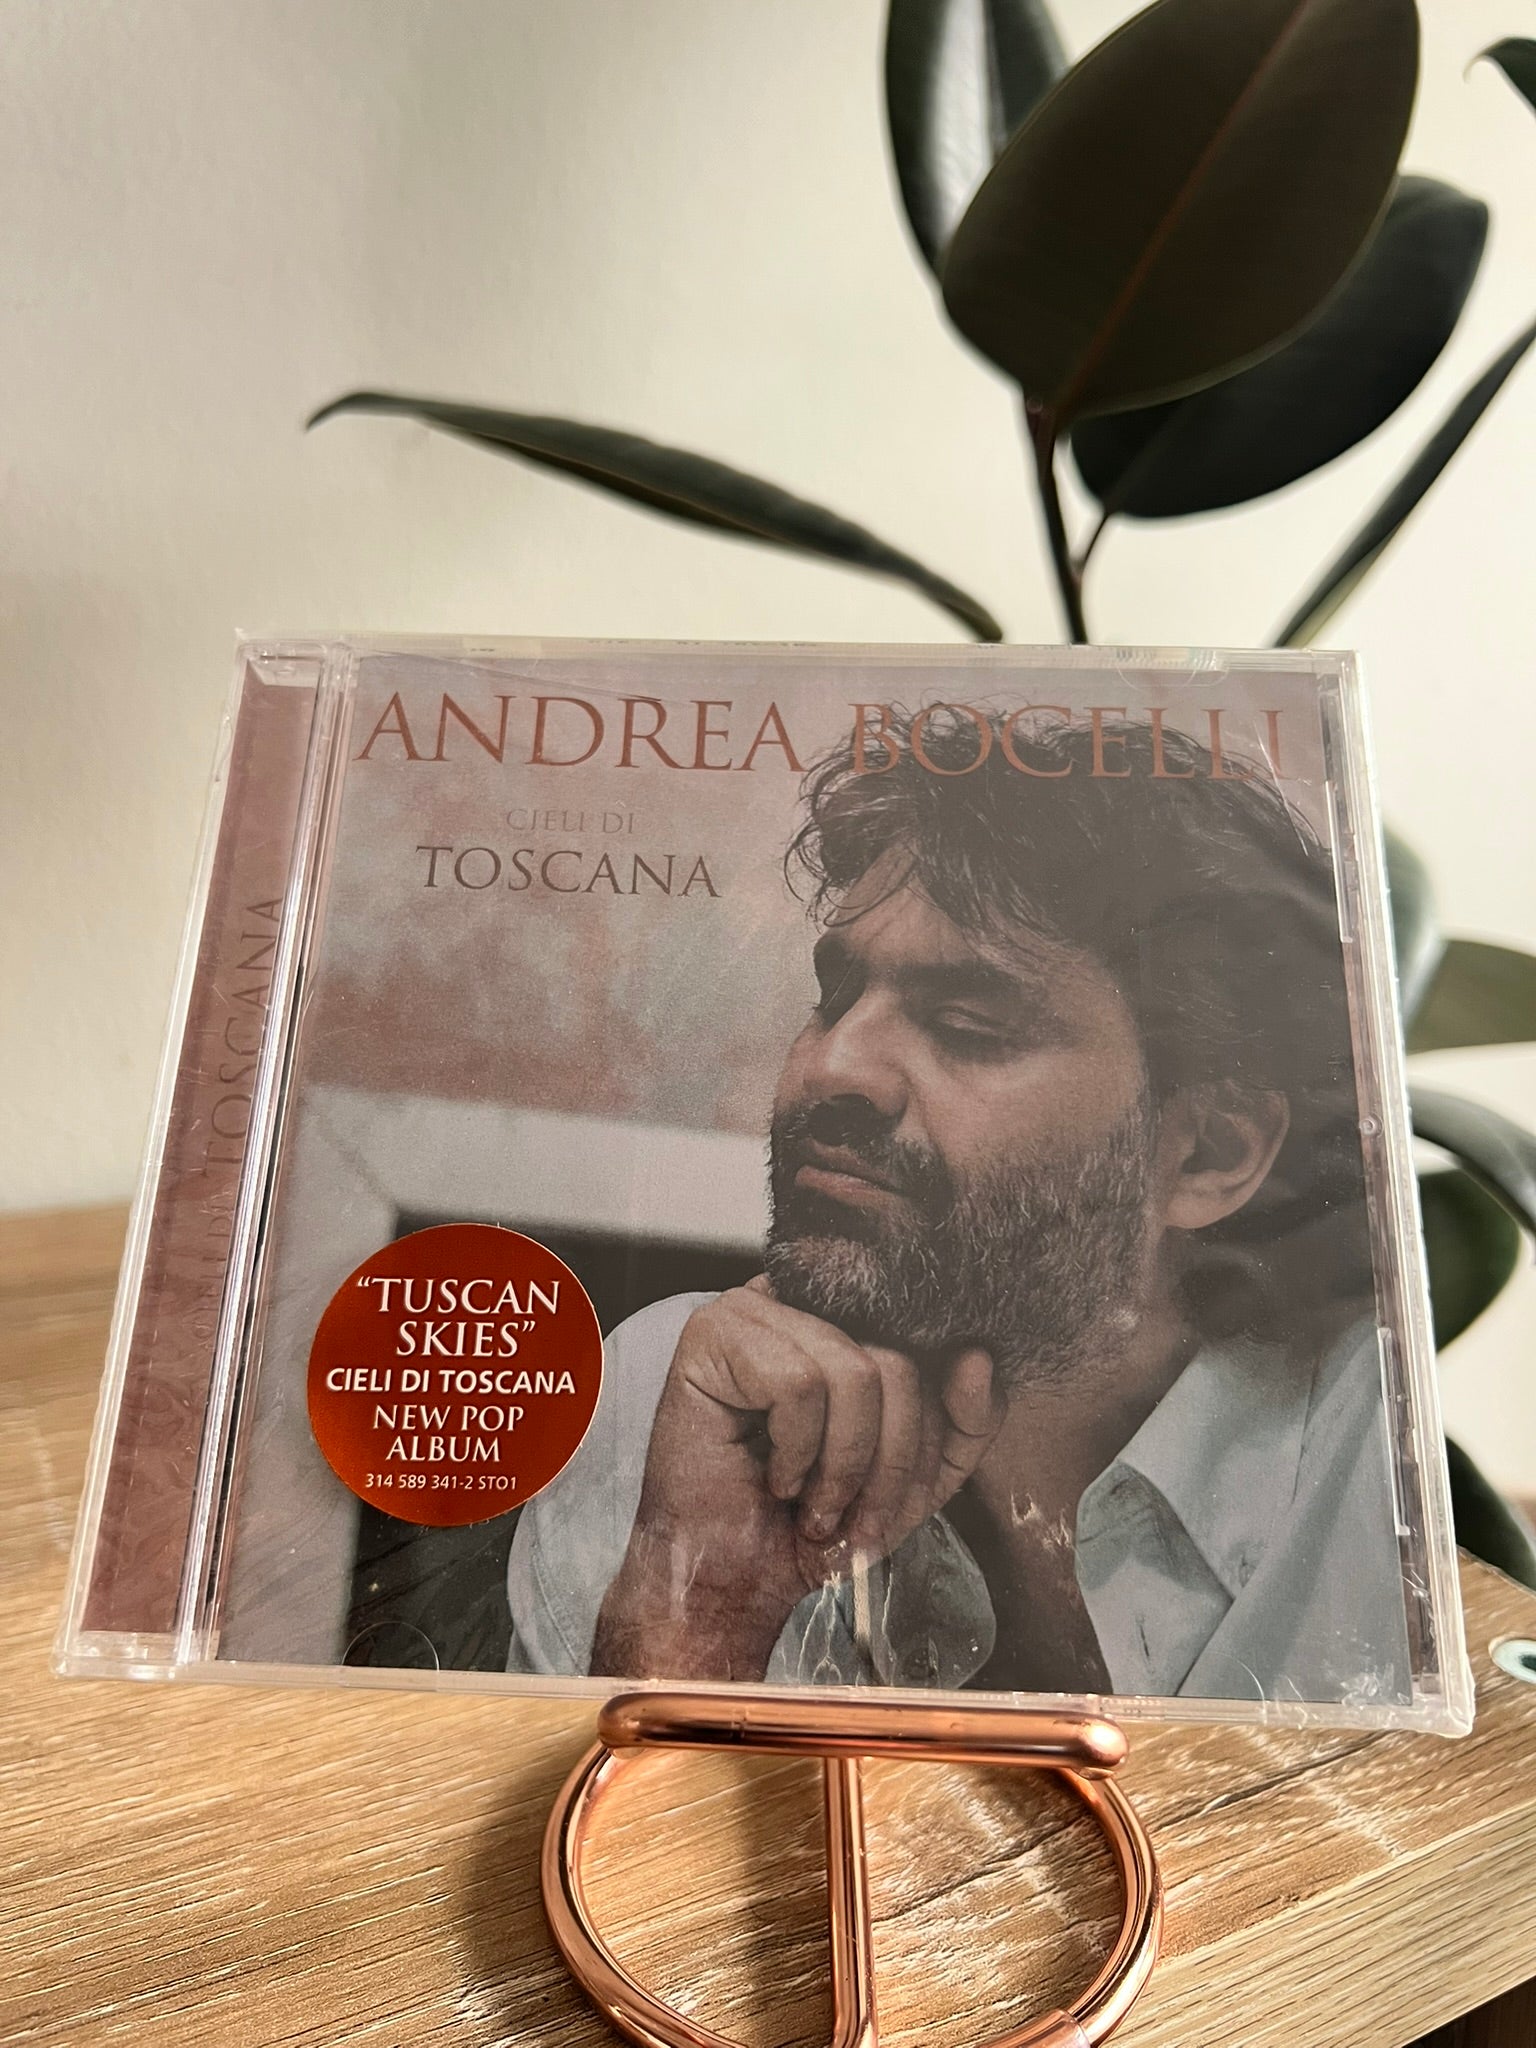 ANDREA BOCELLI
CIELI DI
TOSCANA
CIELI DI TOSCANA
"TUSCAN
SKIES"
CIELI DI TOSCANA
NEW POP
ALBUM
314 589 341-2 ST01